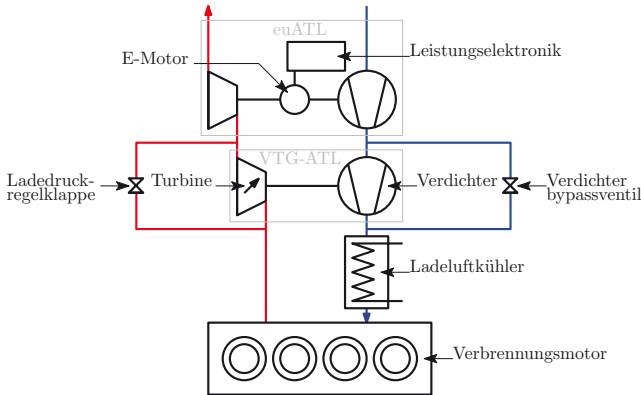 euATL
Leistungselektronik
E-Motor
VTG-ATL
Ladedruck-
regelklappe
Turbine
Verdichter
Verdichter
bypassventil
Ladeluftkühler
Verbrennungsmotor